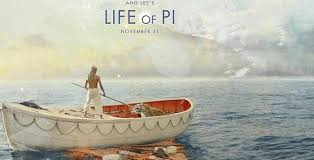 ANG LEE'S
LIFE OF PI
NOVEMBER 21